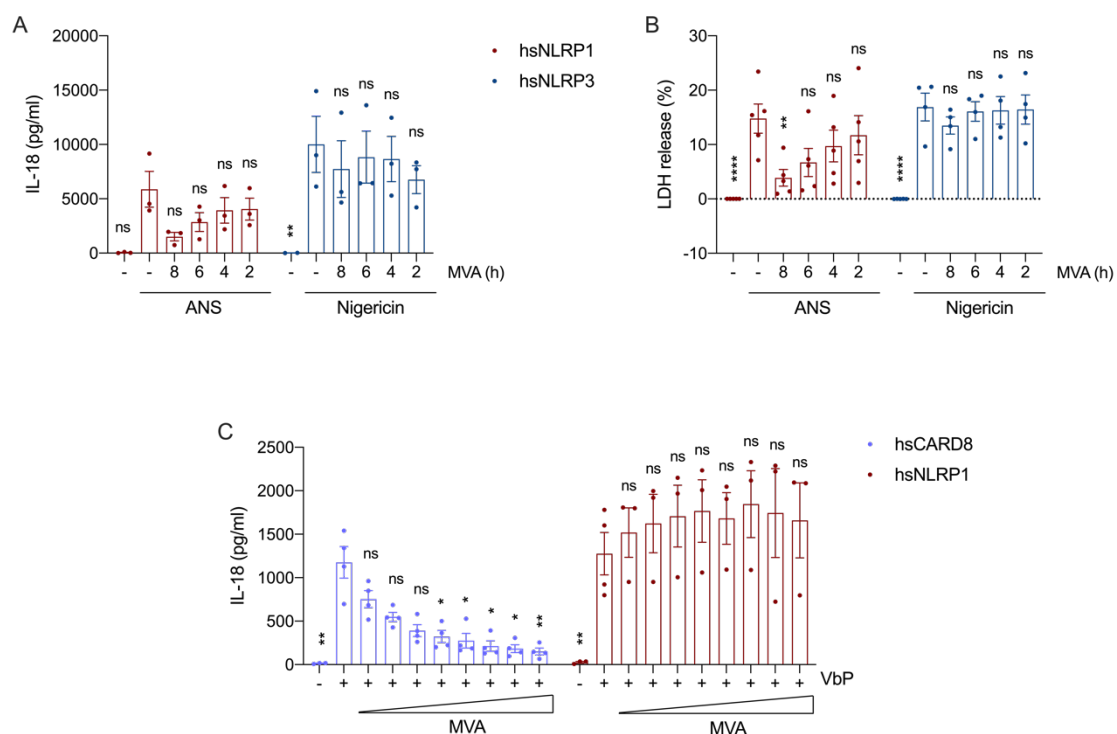 A
hsNLRP1
hsNLRP3
IL-18 (pg/ml)
20000
15000
10000
5000
0
ns
ns
ns
ns
ns
**
ns
ns
ns
ns
- - 8 6 4 2 - - 8 6 4 2 MVA (h)
ANS Nigericin
B
LDH release (%)
30
20
10
0
-10
****
**
ns
ns
ns
****
ns
ns
ns
ns
- - 8 6 4 2 - - 8 6 4 2
ANS Nigericin
C
hsCARD8
hsNLRP1
IL-18 (pg/ml)
2500
2000
1500
1000
500
0
**
ns
ns
ns
*
*
*
*
**
**
ns
ns
ns
ns
ns
ns
ns
ns
- + + + + + + + + + - + + + + + + + + + VbP
MVA MVA